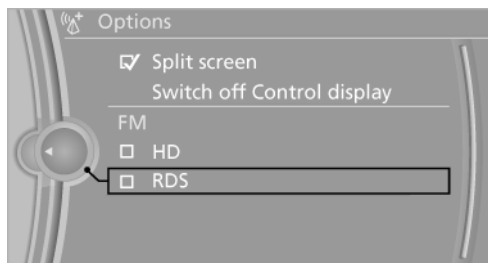 Options
Split screen
Switch off Control display
FM
HD
RDS